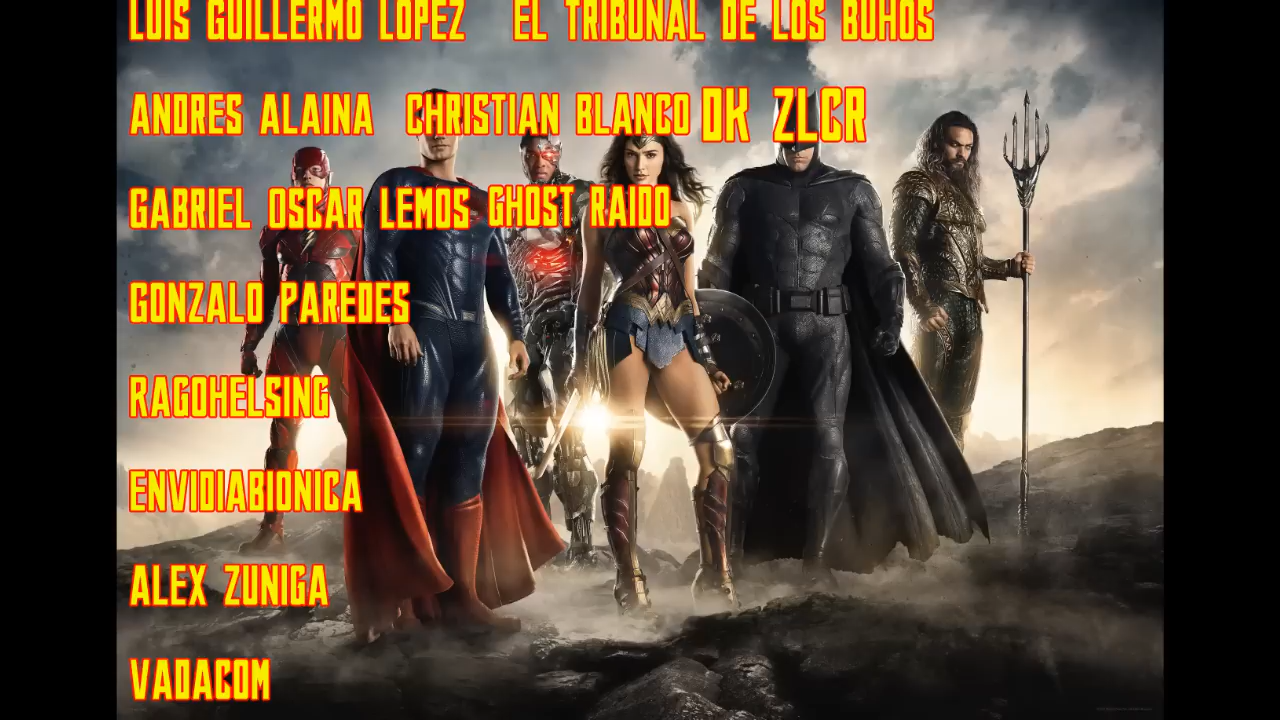 LUIS GUILLERMO LOPEZ EL TRIBUNAL DE LOS BUHOS
ANDRES ALAINA CHRISTIAN BLANCO OK ZLCR
GABRIEL OSCAR LEMOS GHOST RAIDO
GONZALO PAREDES
RAGOHELSING
ENVIDIABIONICA
ALEX ZUNIGA
VADACOM